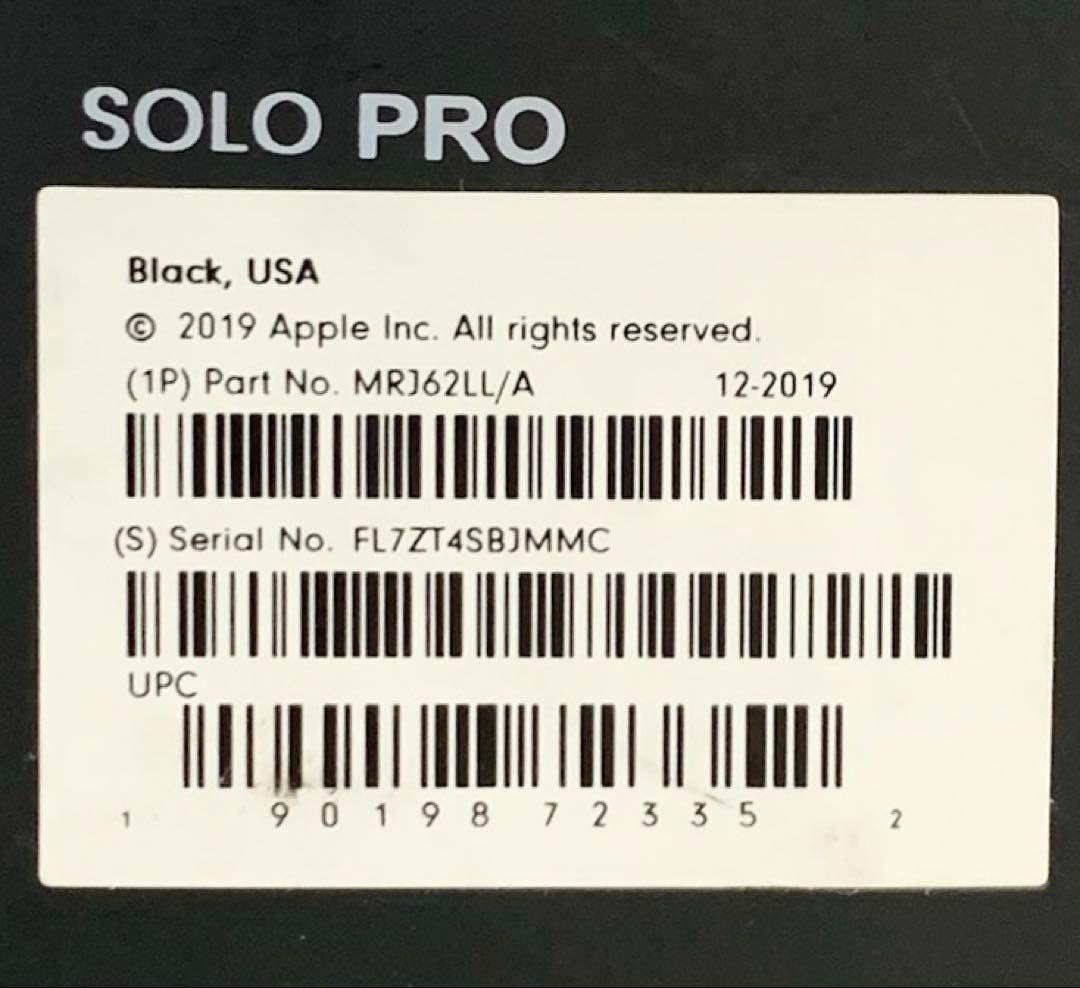 SOLO PRO
Black, USA
© 2019 Apple Inc. All rights reserved.
(1P) Part No. MRJ62LL/A 12-2019
(S) Serial No. FL7ZT4SBJMMC
UPC
1 90198 72335 2